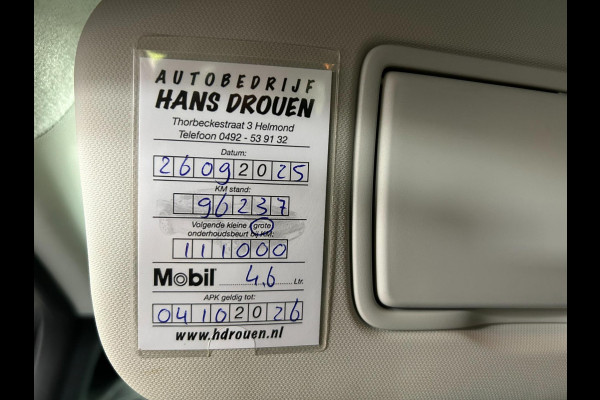 AUTOBEDRIJF
HANS DROUEN
Thorbeckestraat 3 Helmond
Telefoon 0492 - 53 91 32
Datum:
26092025
KM stand:
96237
Volgende kleine / grote
onderhoudsbeurt bij KM:
111000
Mobil 4.6 Ltr.
APK geldig tot:
04102026
www.hdrouen.nl